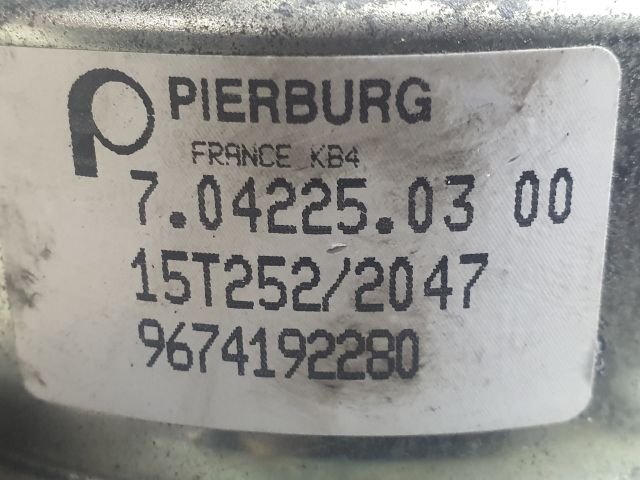 PIERBURG
FRANCE KB4
7.04225.03 00
15T252/2047
9674192280